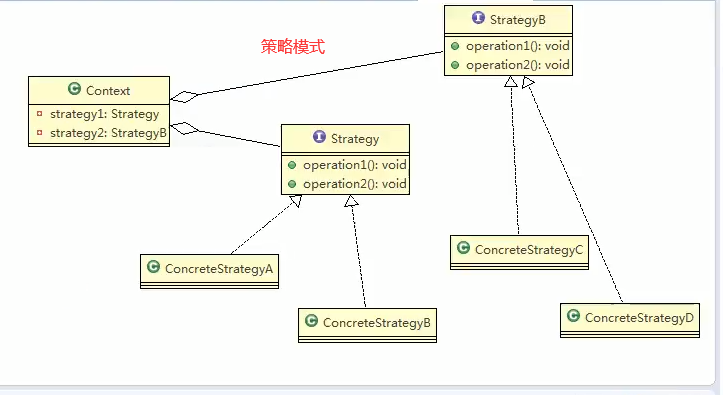 策略模式
I StrategyB
operation1(): void
operation2(): void
C Context
strategy1: Strategy
strategy2: StrategyB
I Strategy
operation1(): void
operation2(): void
C ConcreteStrategyA
C ConcreteStrategyB
C ConcreteStrategyC
C ConcreteStrategyD